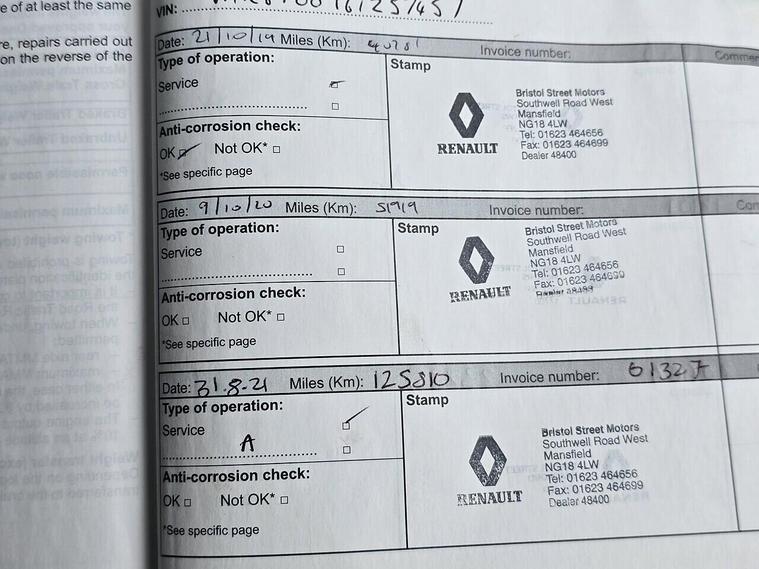 e of at least the same
re, repairs carried out
on the reverse of the
VIN:
Date: 21/10/19 Miles (Km): Invoice number:
Type of operation:
Stamp
Service
Anti-corrosion check:
OK Not OK*
*See specific page
RENAULT
Bristol Street Motors
Southwell Road West
Mansfield
NG18 4LW
Tel: 01623 464656
Fax: 01623 464699
Dealer 48400
Date: 9/10/20 Miles (Km): 51919 Invoice number:
Type of operation:
Stamp
Service
Anti-corrosion check:
OK Not OK*
*See specific page
RENAULT
Bristol Street Motors
Southwell Road West
Mansfield
NG18 4LW
Tel: 01623 464656
Fax:
Date: 31.8.21 Miles (Km): 125810 Invoice number: 61327
Type of operation:
Stamp
Service
A
Anti-corrosion check:
OK Not OK*
*See specific page
RENAULT
Bristol Street Motors
Southwell Road West
Mansfield
NG18 4LW
Tel: 01623 464656
Fax: 01623 464699
Dealer 48400